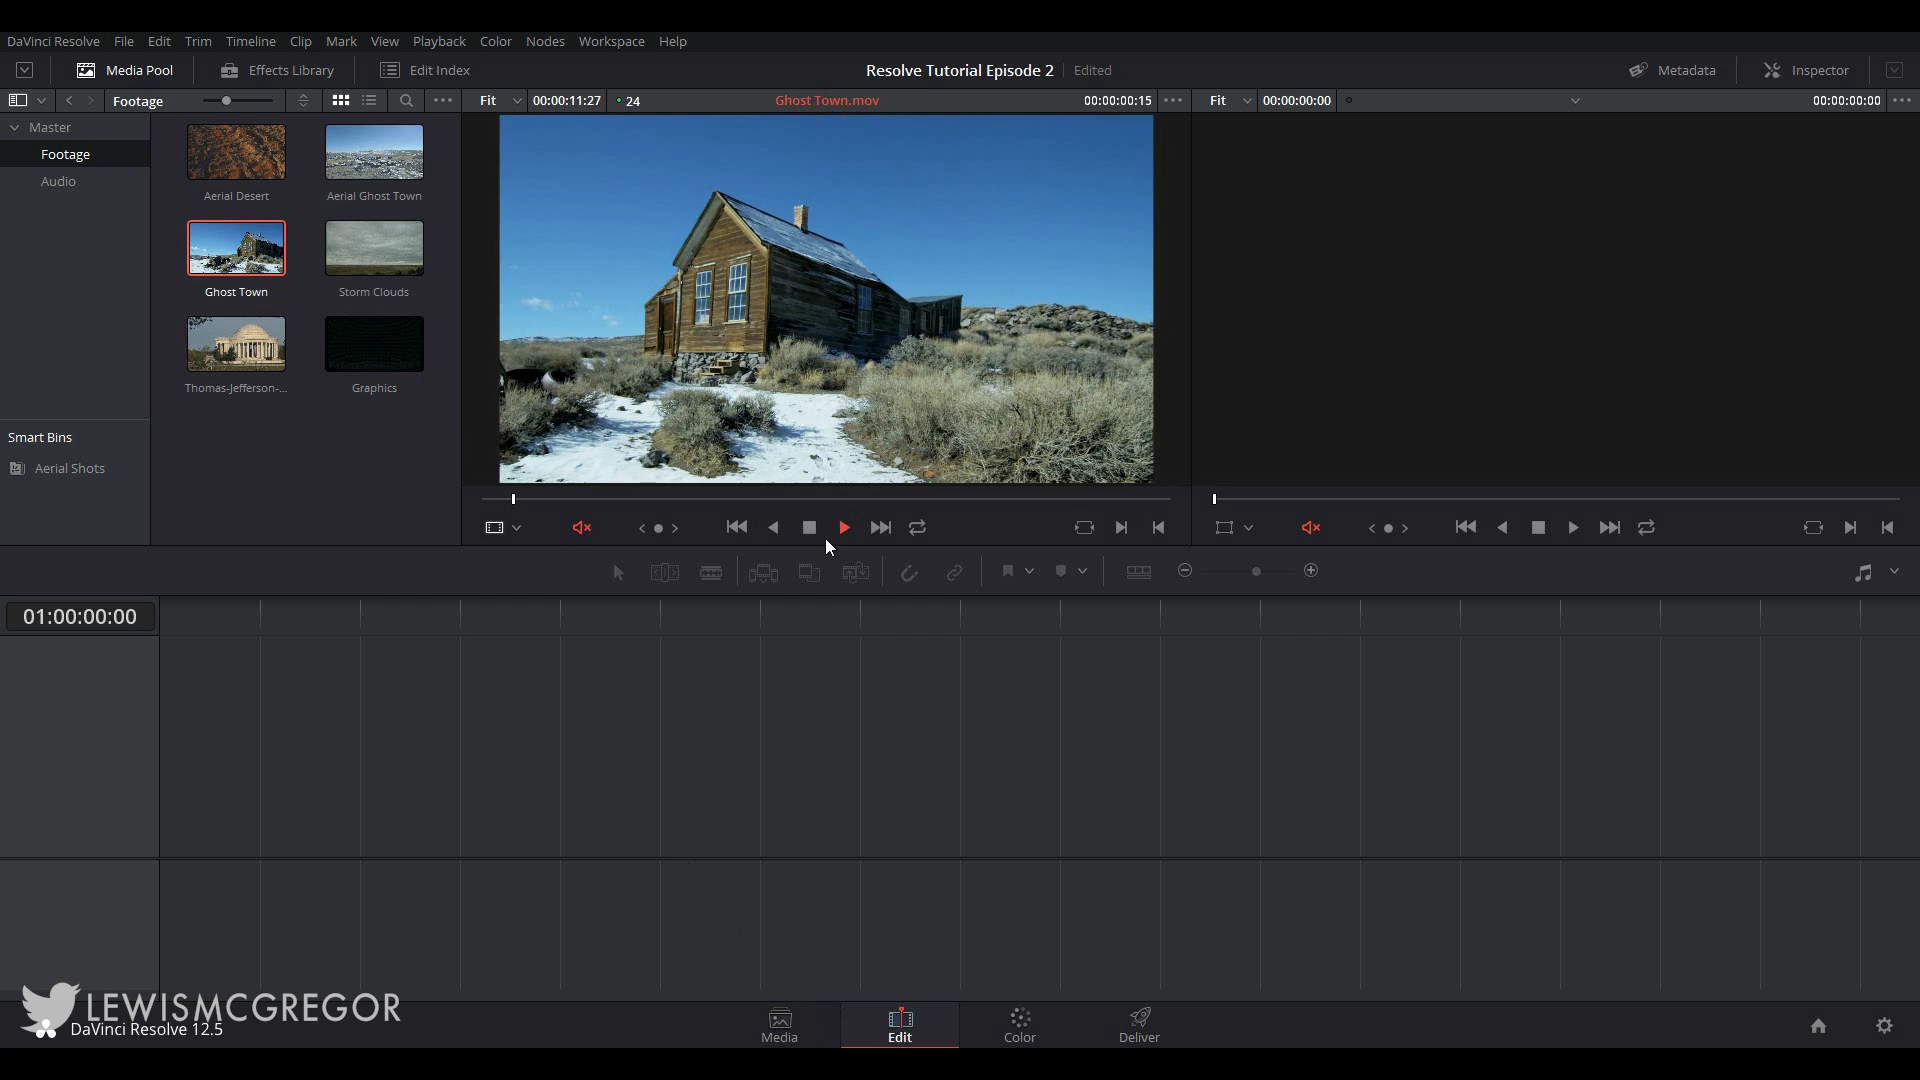 DaVinci Resolve File Edit Trim Timeline Clip Mark View Playback Color Nodes Workspace Help
Media Pool Effects Library Edit Index Resolve Tutorial Episode 2 Edited Metadata Inspector
Footage Fit 00:00:11:27 24 Ghost Town.mov 00:00:00:15 Fit 00:00:00:00 00:00:00:00
Master
Footage
Audio
Aerial Desert Aerial Ghost Town
Ghost Town Storm Clouds
Thomas-Jefferson-... Graphics
Smart Bins
Aerial Shots
01:00:00:00
LEWISMCGREGOR
DaVinci Resolve 12.5
Media Edit Color Deliver